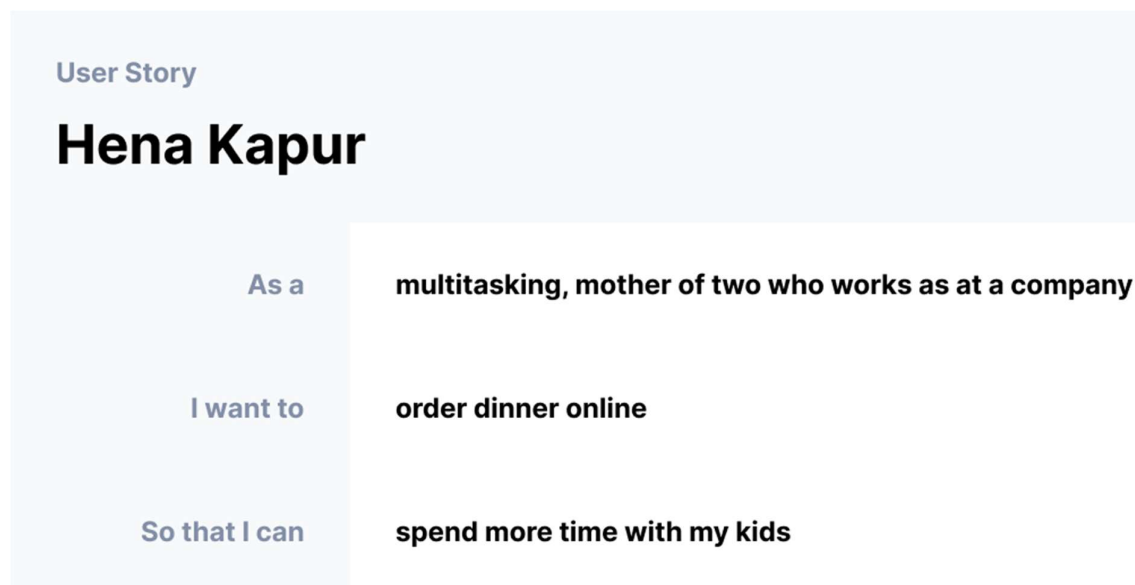 User Story
Hena Kapur
As a multitasking, mother of two who works as at a company
I want to order dinner online
So that I can spend more time with my kids